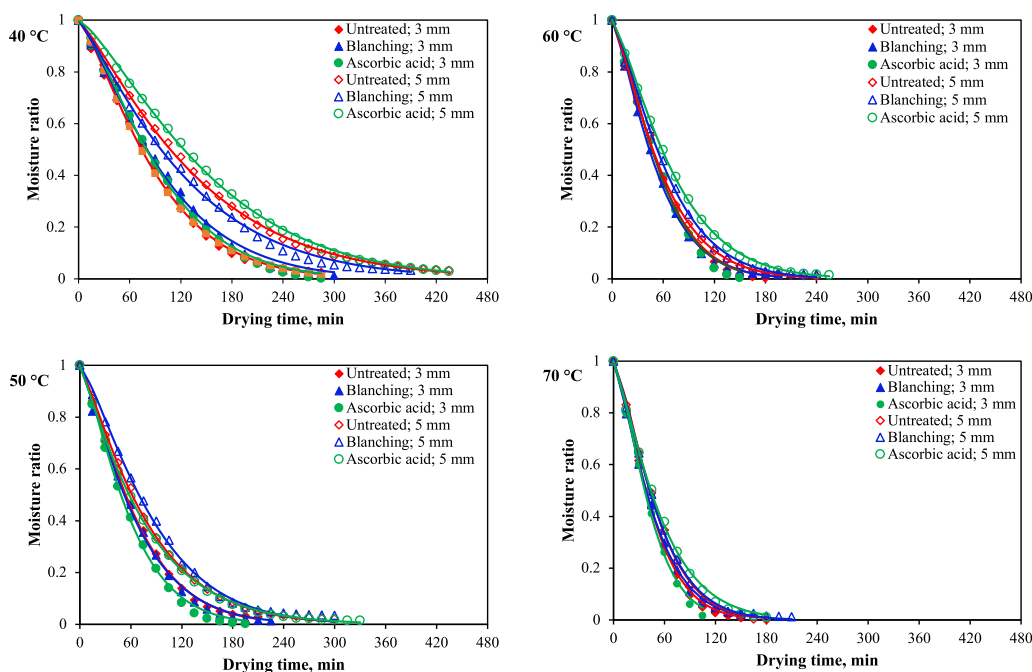 40 °C
Moisture ratio
1
0.8
0.6
0.4
0.2
0
Untreated; 3 mm
Blanching; 3 mm
Ascorbic acid; 3 mm
Untreated; 5 mm
Blanching; 5 mm
Ascorbic acid; 5 mm
0 60 120 180 240 300 360 420 480
Drying time, min
60 °C
Moisture ratio
1
0.8
0.6
0.4
0.2
0
Untreated; 3 mm
Blanching; 3 mm
Ascorbic acid; 3 mm
Untreated; 5 mm
Blanching; 5 mm
Ascorbic acid; 5 mm
0 60 120 180 240 300 360 420 480
Drying time, min
50 °C
Moisture ratio
1
0.8
0.6
0.4
0.2
0
Untreated; 3 mm
Blanching; 3 mm
Ascorbic acid; 3 mm
Untreated; 5 mm
Blanching; 5 mm
Ascorbic acid; 5 mm
0 60 120 180 240 300 360 420 480
Drying time, min
70 °C
Moisture ratio
1
0.8
0.6
0.4
0.2
0
Untreated; 3 mm
Blanching; 3 mm
Ascorbic acid; 3 mm
Untreated; 5 mm
Blanching; 5 mm
Ascorbic acid; 5 mm
0 60 120 180 240 300 360 420 480
Drying time, min